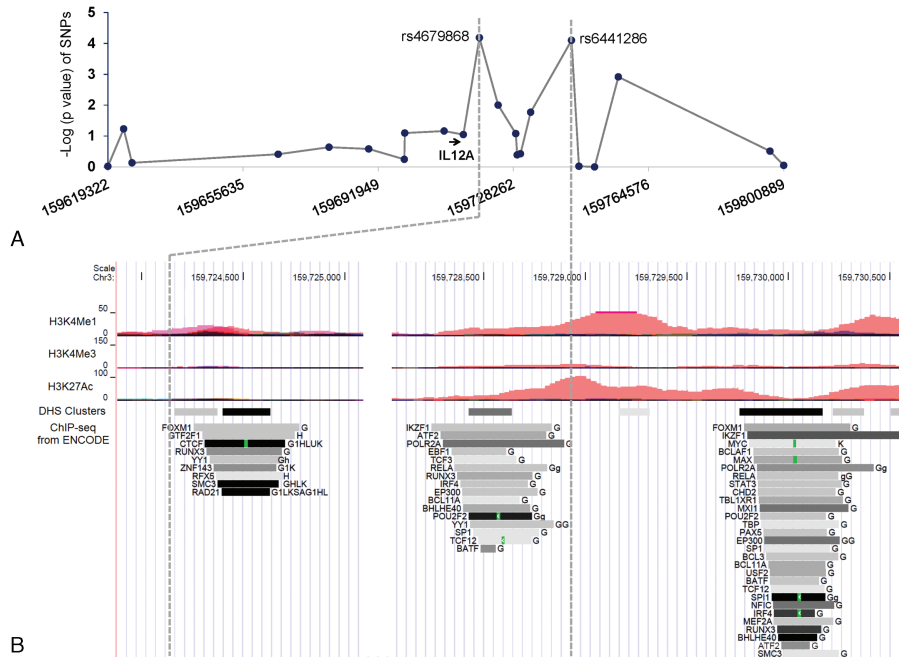 5
4
3
2
1
0
-Log (p value) of SNPs
rs4679868
rs6441286
IL12A
159619322
159655635
159691949
159728262
159764576
159800889
A
Scale
Chr3:
159,724,500
159,725,000
159,728,500
159,729,000
159,729,500
159,730,000
159,730,500
50
H3K4Me1
0
150
H3K4Me3
0
100
H3K27Ac
0
DHS Clusters
ChIP-seq
from ENCODE
FOXM1 G
GTF2F1 H
CTCF G1HLUK
RUNX3 G
YY1 Gh
ZNF143 G1K
RFX5 H
SMC3 GHLK
RAD21 G1LKSAG1HL
IKZF1 G
ATF2 G
POLR2A G
EBF1 G
TCF3 G
RELA Gg
RUNX3 G
IRF4 G
EP300 G
BCL11A G
BHLHE40 G
POU2F2 Gg
YY1 GG
SP1 G
TCF12 G
BATF G
FOXM1 G
IKZF1
MYC K
BCLAF1 G
MAX G
POLR2A Gg
RELA gG
STAT3 G
CHD2 G
TBL1XR1 G
MXI1 G
POU2F2 G
TBP G
PAX5 G
EP300 GG
SP1 G
BCL3 G
BCL11A G
USF2 G
BATF G
TCF12 G
SPI1 Gg
NFIC G
IRF4 G
MEF2A G
RUNX3 G
BHLHE40 G
ATF2 G
SMC3 G
B